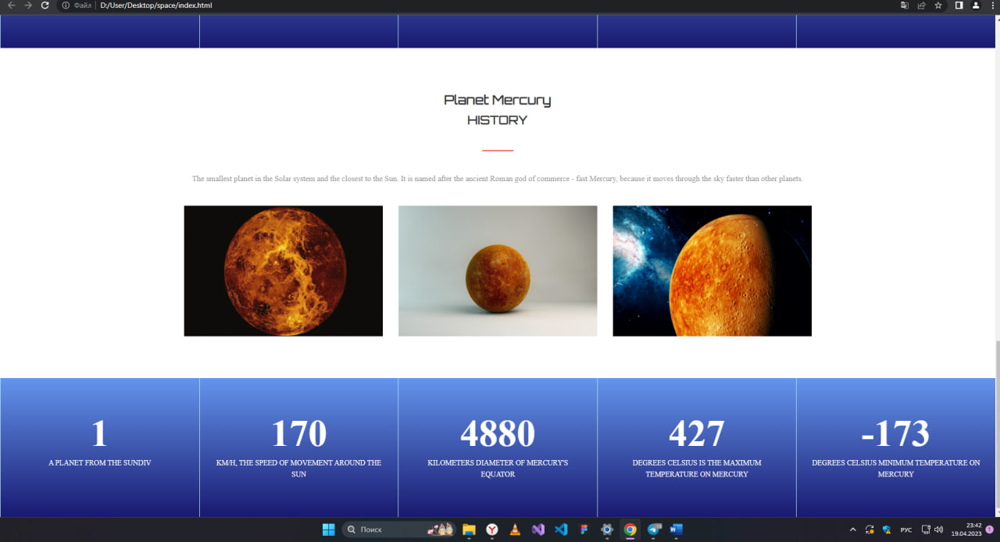 Файл
D:/User/Desktop/space/index.html
Planet Mercury
HISTORY
The smallest planet in the Solar system and the closest to the Sun. It is named after the ancient Roman god of commerce - fast Mercury, because it moves through the sky faster than other planets.
1
A PLANET FROM THE SUNDIV
170
KM/H, THE SPEED OF MOVEMENT AROUND THE
SUN
4880
KILOMETERS DIAMETER OF MERCURY'S
EQUATOR
427
DEGREES CELSIUS IS THE MAXIMUM
TEMPERATURE ON MERCURY
-173
DEGREES CELSIUS MINIMUM TEMPERATURE ON
MERCURY
Поиск
РУС
23:42
19.04.2023
1